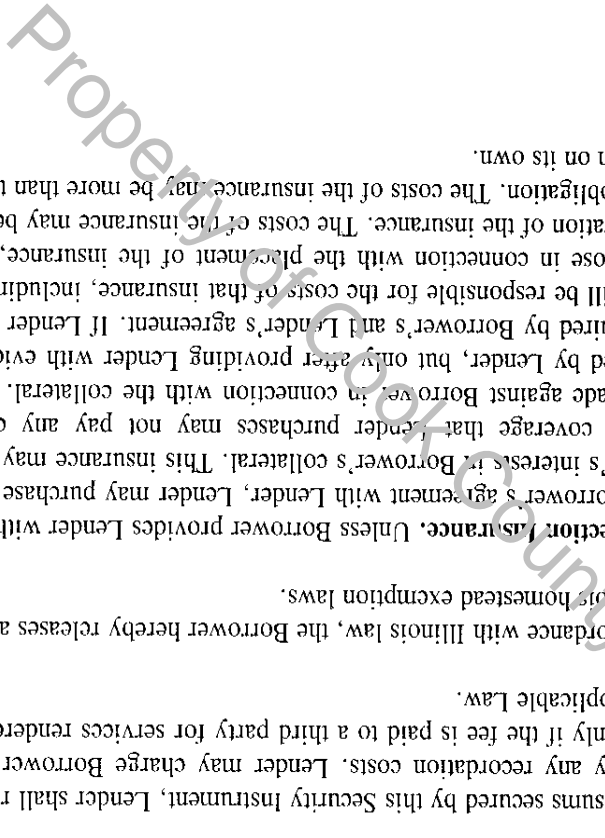 sums secured by this Security Instrument, Lender shall r
y any recordation costs. Lender may charge Borrower
nly if the fee is paid to a third party for services rendere
pplicable Law.
ordance with Illinois law, the Borrower hereby releases a
ois homestead exemption laws.
ection Insurance. Unless Borrower provides Lender with
orrower's agreement with Lender, Lender may purchase
's interests in Borrower's collateral. This insurance may
coverage that Lender purchases may not pay any c
ade against Borrower in connection with the collateral.
ed by Lender, but only after providing Lender with evid
uired by Borrower's and Lender's agreement. If Lender
ill be responsible for the costs of that insurance, includin
ose in connection with the placement of the insurance,
ration of the insurance. The costs of the insurance may be
obligation. The costs of the insurance may be more than t
n on its own.
Property of Cook County